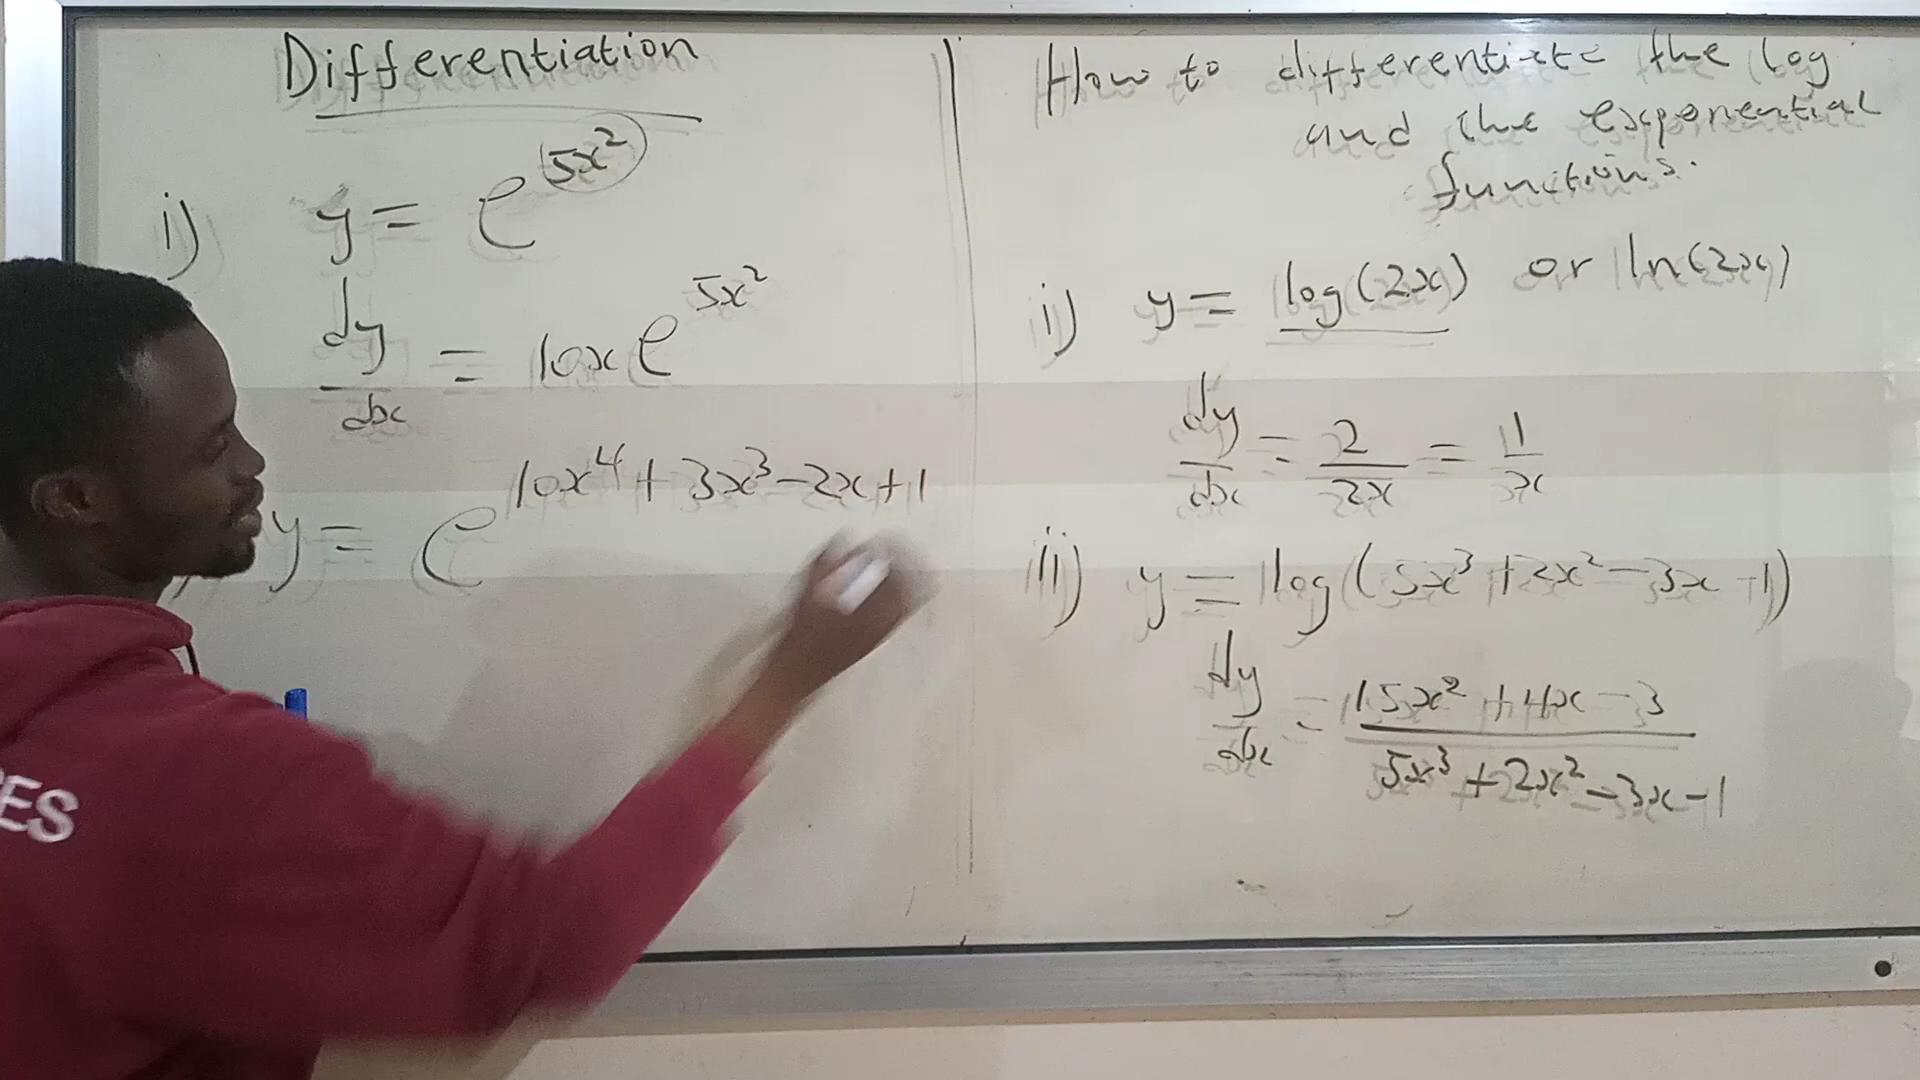 Differentiation
i) y = e^5x²
dy/dx = 10x e^5x²
y = e^10x⁴ + 3x³ - 2x + 1
How to differentiate the log
and the exponential
functions.
i) y = log(2x) or ln(2x)
dy/dx = 2/2x = 1/x
ii) y = log(5x³ + 2x² - 3x - 1)
dy/dx = 15x² + 4x - 3 / 5x³ + 2x² - 3x - 1
ES